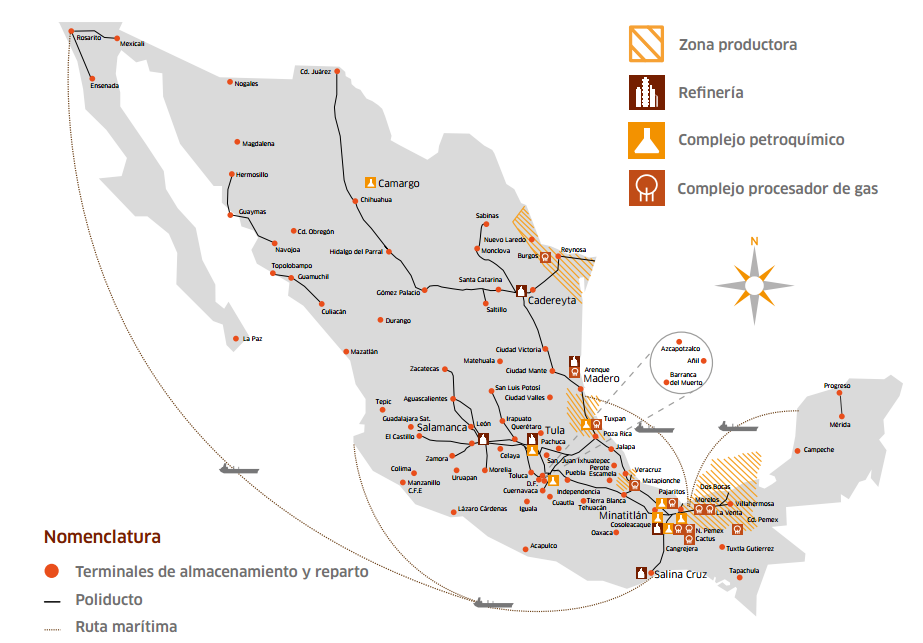 Rosarito
Mexicali
Ensenada
Nogales
Cd. Juárez
Magdalena
Hermosillo
Camargo
Chihuahua
Guaymas
Cd. Obregón
Navojoa
Hidalgo del Parral
Topolobampo
Guamuchil
Culiacán
Gómez Palacio
Durango
La Paz
Mazatlán
Sabinas
Nuevo Laredo
Monclova
Burgos
Reynosa
Santa Catarina
Saltillo
Cadereyta
Ciudad Victoria
Matehuala
Ciudad Mante
Arenque
Madero
Zacatecas
San Luis Potosí
Ciudad Valles
Aguascalientes
Tepic
Guadalajara Sat.
El Castillo
Salamanca
León
Irapuato
Querétaro
Tula
Pachuca
Tuxpan
Poza Rica
Jalapa
Zamora
Celaya
San Juan Ixhuatepec
Perote
Escamela
Veracruz
Matapionche
Colima
Manzanillo
C.F.E
Uruapan
Morelia
Toluca
D.F.
Puebla
Cuernavaca
Independencia
Cuautla
Tehuacán
Tierra Blanca
Iguala
Lázaro Cárdenas
Acapulco
Oaxaca
Pajaritos
Minatitlán
Cosoleacaque
Morelos
Dos Bocas
La Venta
Villahermosa
Cd. Pemex
N. Pemex
Cactus
Cangrejera
Tuxtla Gutierrez
Tapachula
Salina Cruz
Azcapotzalco
Añil
Barranca
del Muerto
Progreso
Mérida
Campeche
Zona productora
Refinería
Complejo petroquímico
Complejo procesador de gas
N
Nomenclatura
Terminales de almacenamiento y reparto
Poliducto
Ruta marítima